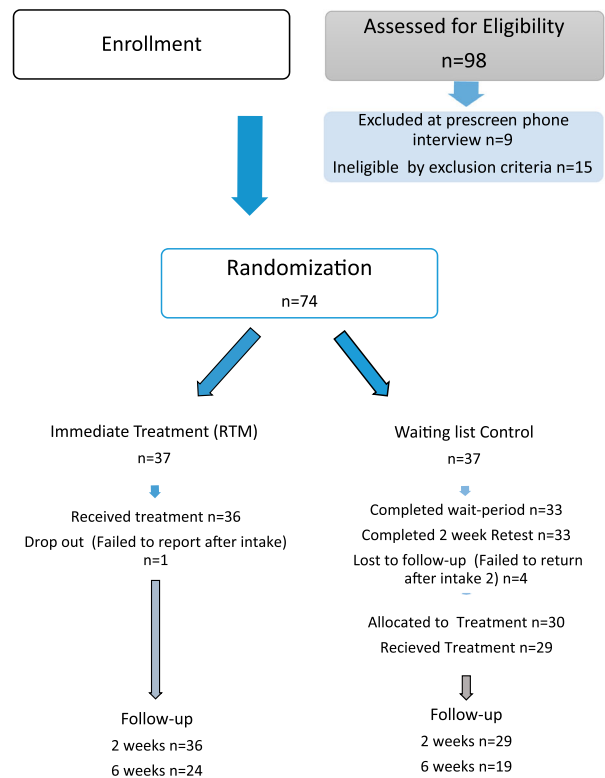 Enrollment
Assessed for Eligibility
n=98
Excluded at prescreen phone
interview n=9
Ineligible by exclusion criteria n=15
Randomization
n=74
Immediate Treatment (RTM)
n=37
Received treatment n=36
Drop out (Failed to report after intake)
n=1
Follow-up
2 weeks n=36
6 weeks n=24
Waiting list Control
n=37
Completed wait-period n=33
Completed 2 week Retest n=33
Lost to follow-up (Failed to return
after intake 2) n=4
Allocated to Treatment n=30
Recieved Treatment n=29
Follow-up
2 weeks n=29
6 weeks n=19